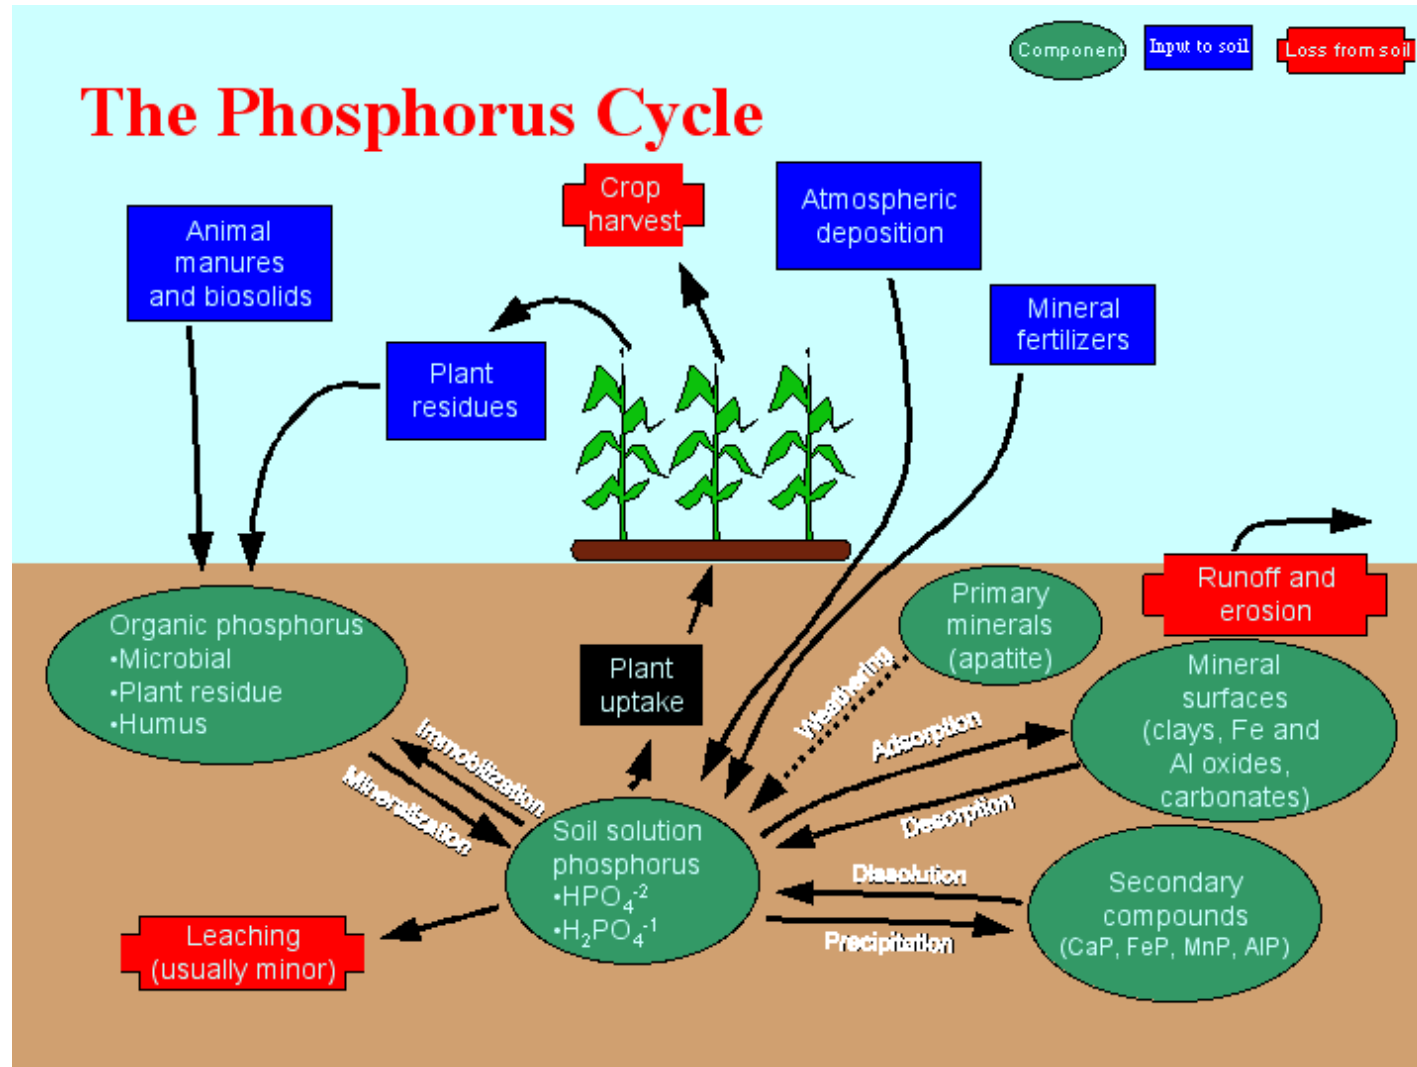 Component
Input to soil
Loss from soil
The Phosphorus Cycle
Crop
harvest
Atmospheric
deposition
Animal
manures
and biosolids
Mineral
fertilizers
Plant
residues
Runoff and
erosion
Primary
minerals
(apatite)
Organic phosphorus
•Microbial
•Plant residue
•Humus
Plant
uptake
Weathering
Mineral
surfaces
(clays, Fe and
Al oxides,
carbonates)
Adsorption
Desorption
Immobilization
Mineralization
Soil solution
phosphorus
•HPO₄⁻²
•H₂PO₄⁻¹
Dissolution
Precipitation
Secondary
compounds
(CaP, FeP, MnP, AlP)
Leaching
(usually minor)